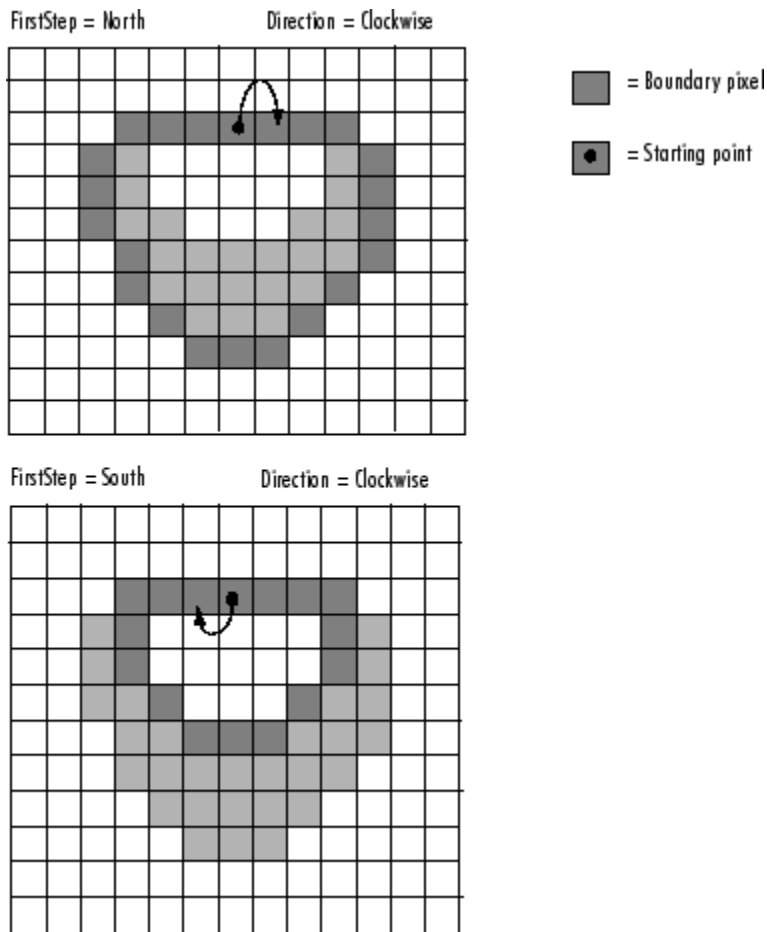 FirstStep = North Direction = Clockwise
= Boundary pixel
= Starting point
FirstStep = South Direction = Clockwise